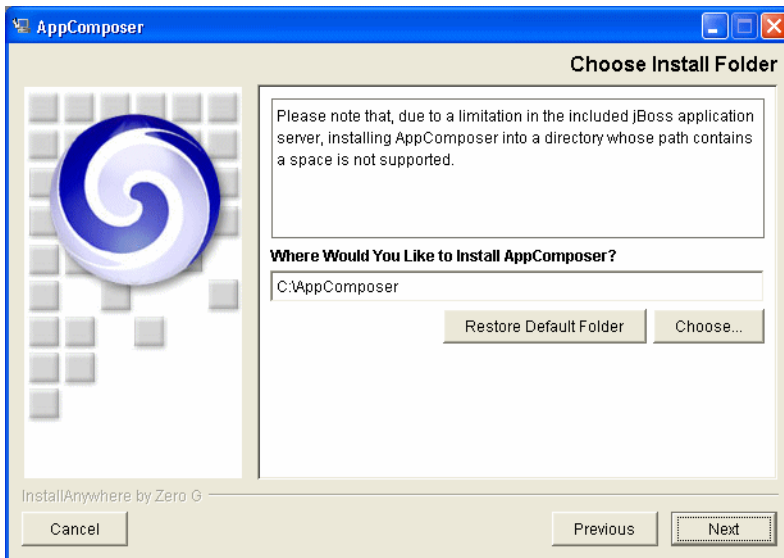 AppComposer
Choose Install Folder
Please note that, due to a limitation in the included jBoss application
server, installing AppComposer into a directory whose path contains
a space is not supported.
Where Would You Like to Install AppComposer?
C:\AppComposer
Restore Default Folder
Choose...
InstallAnywhere by Zero G
Cancel
Previous
Next